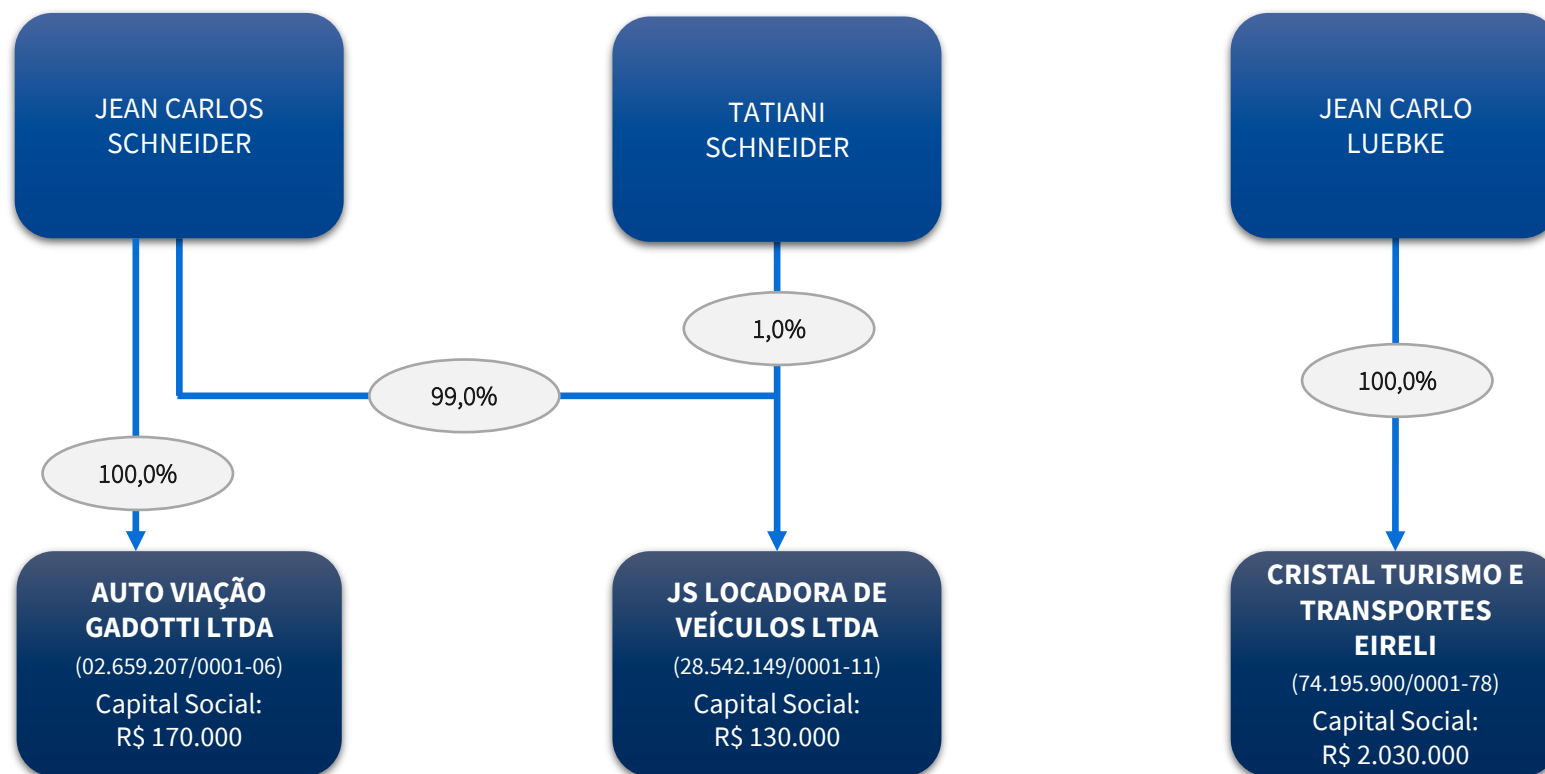 JEAN CARLOS
SCHNEIDER
TATIANI
SCHNEIDER
JEAN CARLO
LUEBKE
1,0%
99,0%
100,0%
100,0%
AUTO VIAÇÃO
GADOTTI LTDA
(02.659.207/0001-06)
Capital Social:
R$ 170.000
JS LOCADORA DE
VEÍCULOS LTDA
(28.542.149/0001-11)
Capital Social:
R$ 130.000
CRISTAL TURISMO E
TRANSPORTES
EIRELI
(74.195.900/0001-78)
Capital Social:
R$ 2.030.000